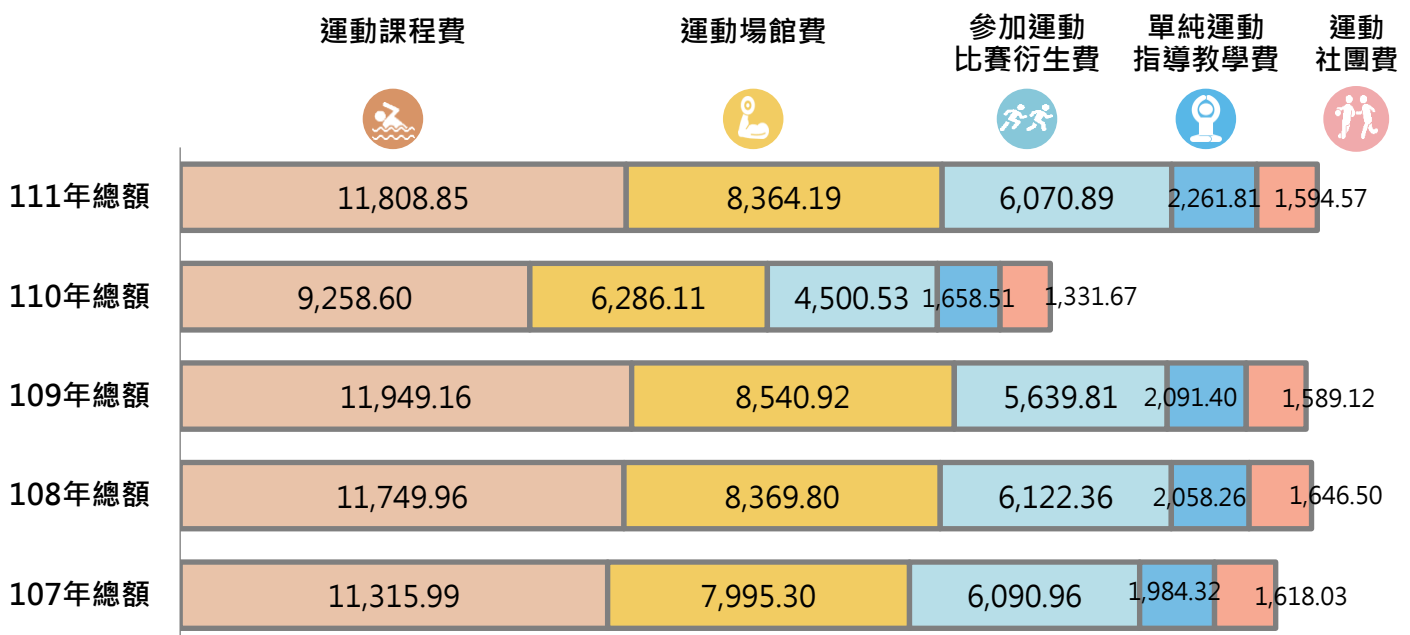 運動課程費
運動場館費
參加運動
比賽衍生費
單純運動
指導教學費
運動
社團費
111年總額
11,808.85
8,364.19
6,070.89
2,261.81
1,594.57
110年總額
9,258.60
6,286.11
4,500.53
1,658.51
1,331.67
109年總額
11,949.16
8,540.92
5,639.81
2,091.40
1,589.12
108年總額
11,749.96
8,369.80
6,122.36
2,058.26
1,646.50
107年總額
11,315.99
7,995.30
6,090.96
1,984.32
1,618.03